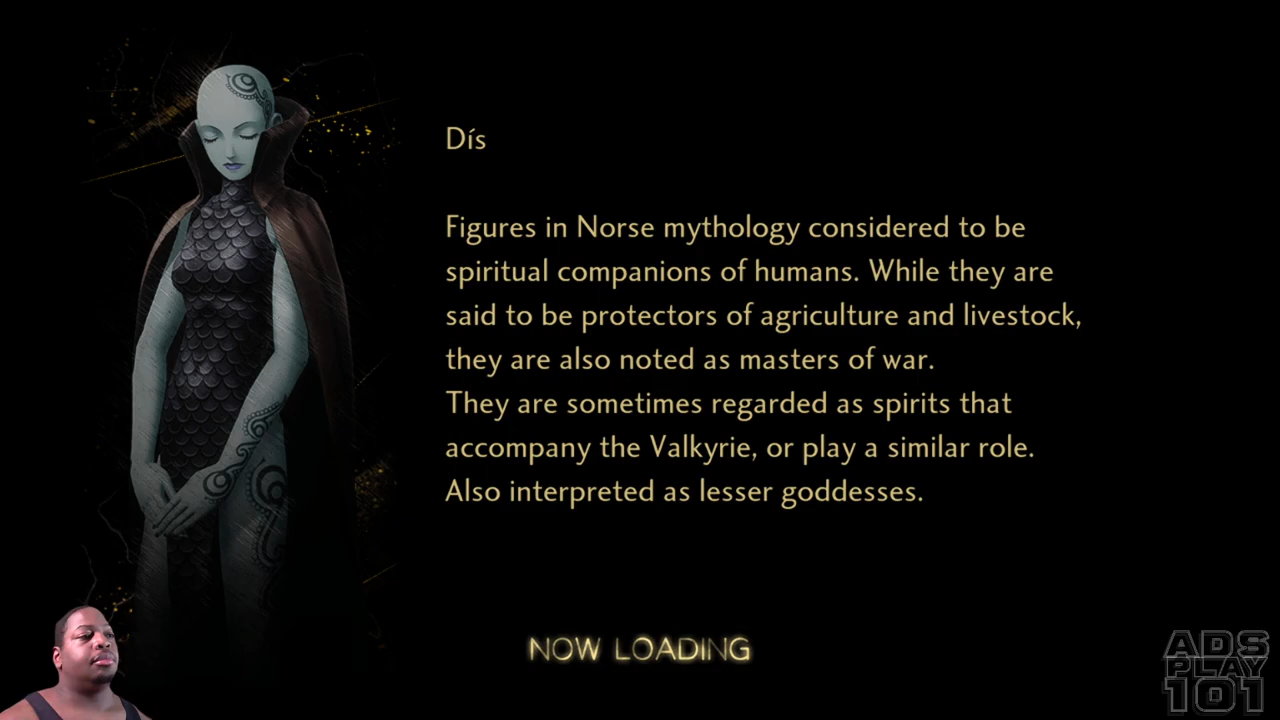 Dís
Figures in Norse mythology considered to be
spiritual companions of humans. While they are
said to be protectors of agriculture and livestock,
they are also noted as masters of war.
They are sometimes regarded as spirits that
accompany the Valkyrie, or play a similar role.
Also interpreted as lesser goddesses.
NOW LOADING
ADS
PLAY
101